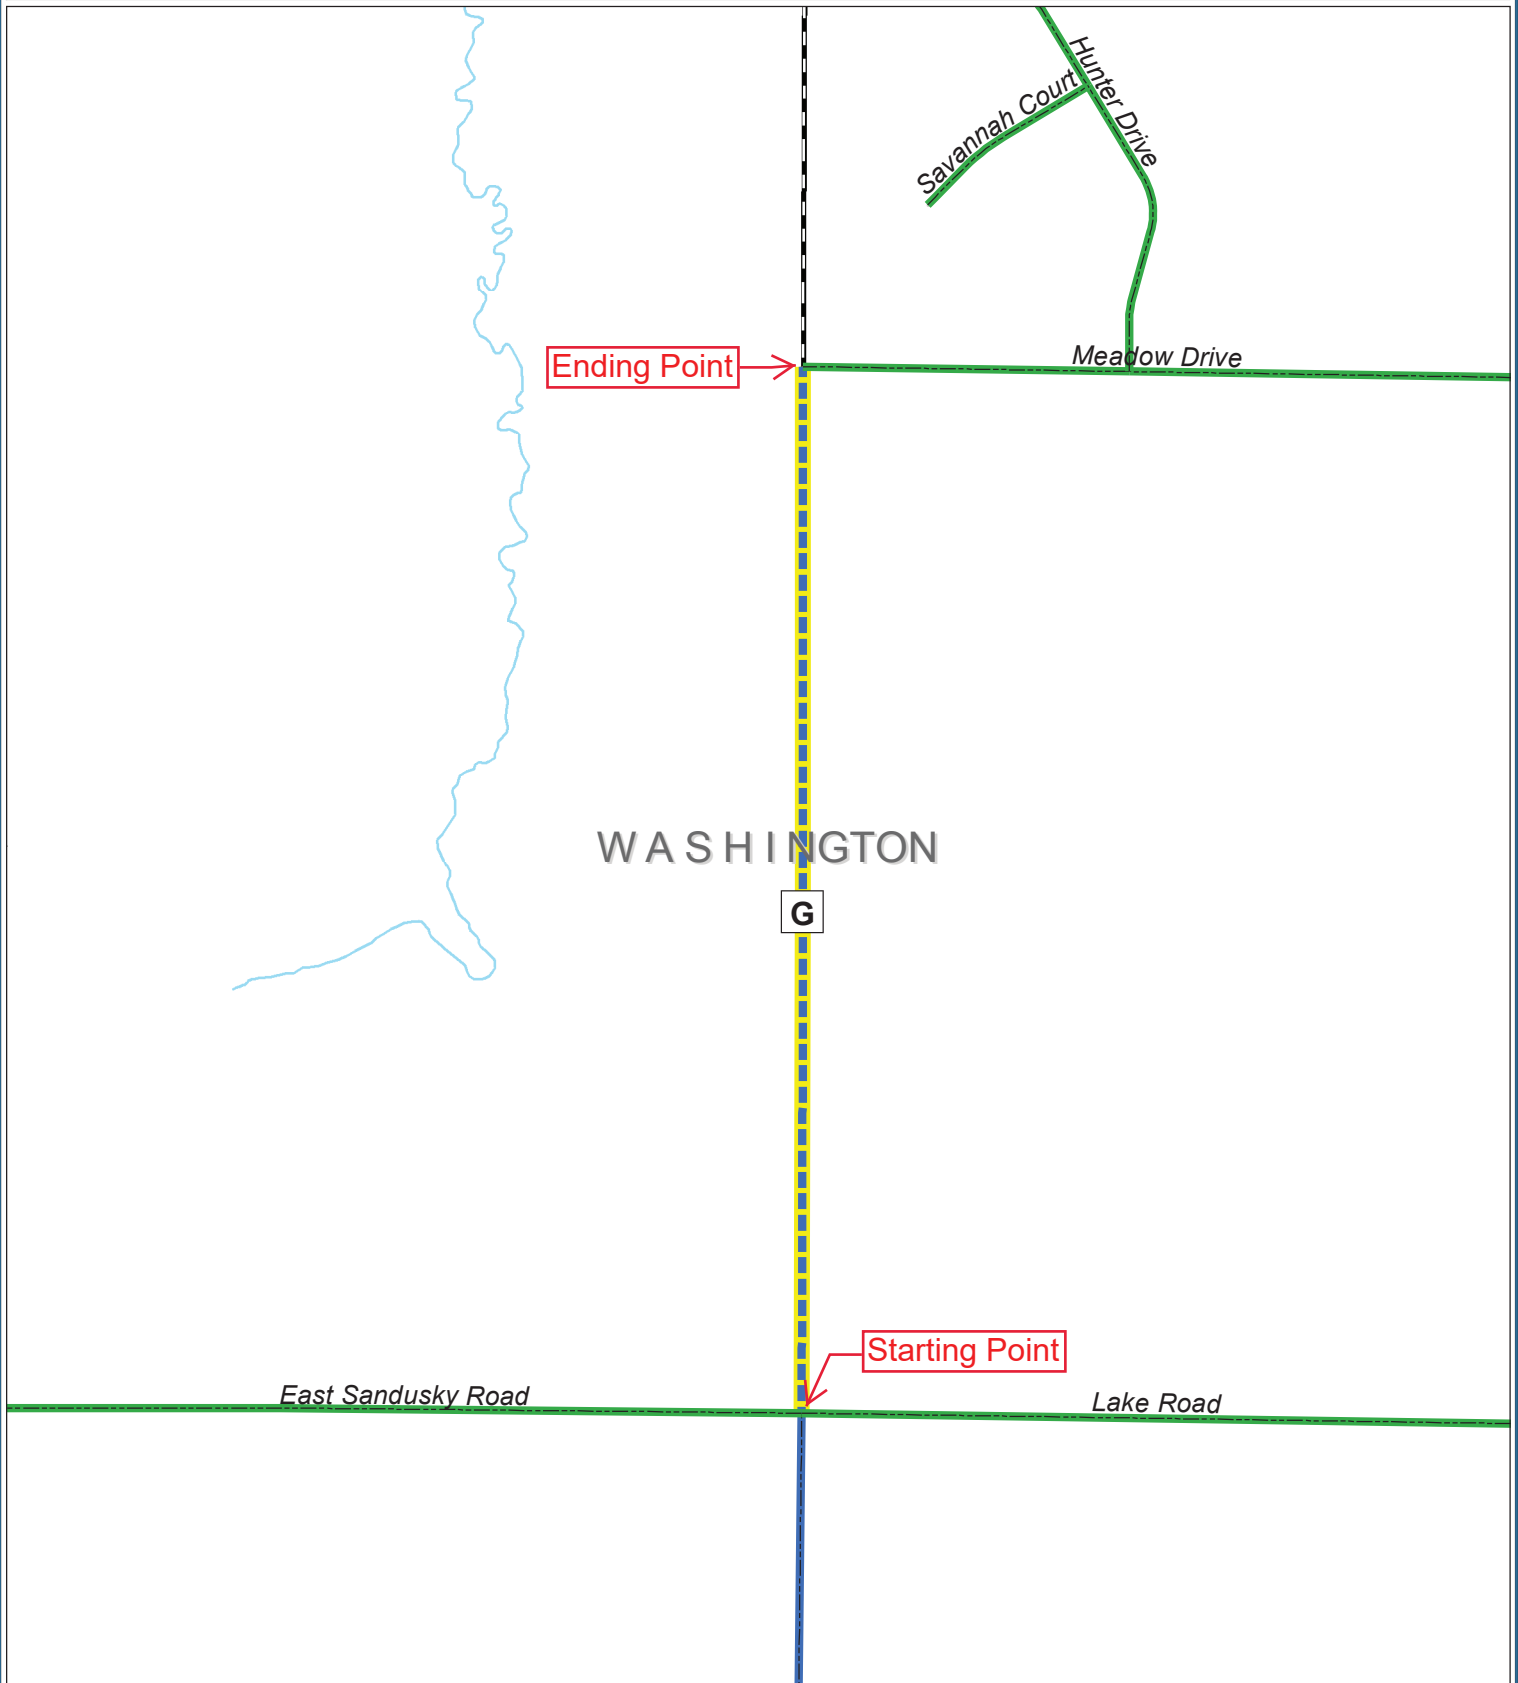 Hunter Drive
Savannah Court
Meadow Drive
Ending Point
WASHINGTON
G
Starting Point
East Sandusky Road
Lake Road